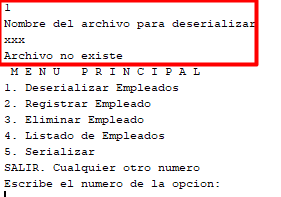 1
Nombre del archivo para deserializar
xxx
Archivo no existe
M E N U   P R I N C I P A L
1. Deserializar Empleados
2. Registrar Empleado
3. Eliminar Empleado
4. Listado de Empleados
5. Serializar
SALIR. Cualquier otro numero
Escribe el numero de la opcion: